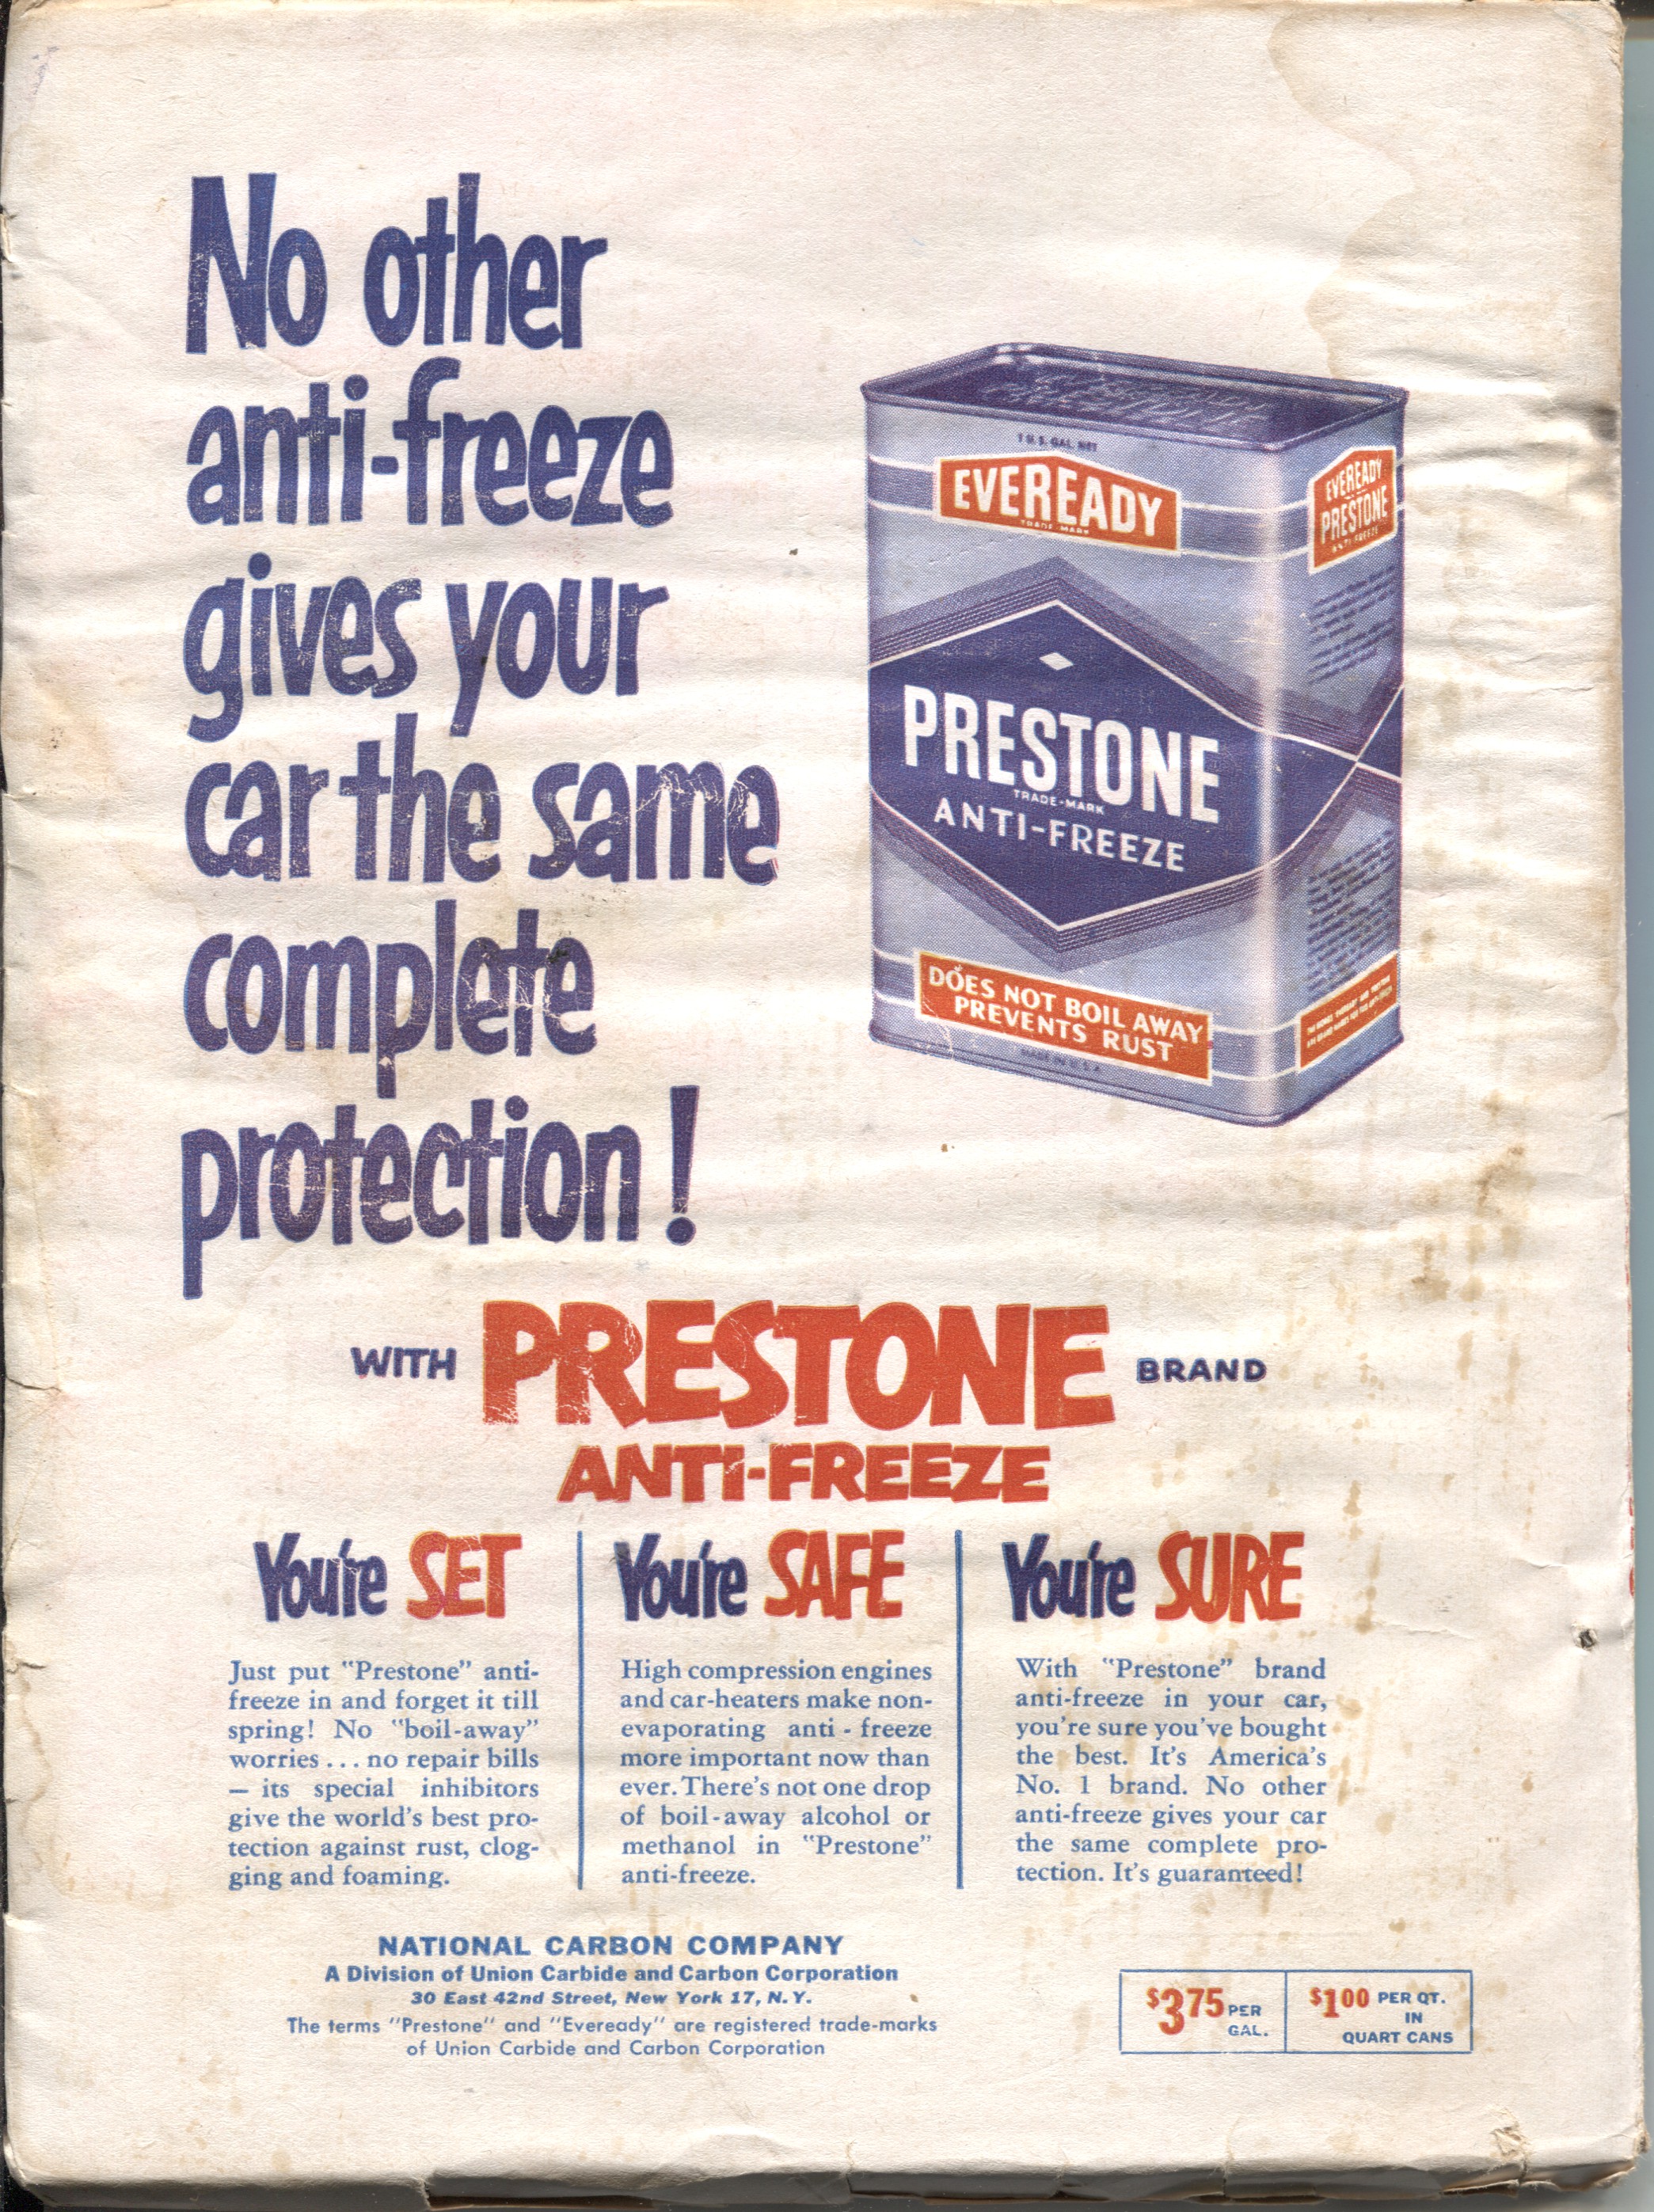 No other
anti-freeze
gives your
car the same
complete
protection!
1 U.S. GAL. NET
EVEREADY
TRADE-MARK
PRESTONE
TRADE-MARK
ANTI-FREEZE
DOES NOT BOIL AWAY
PREVENTS RUST
MADE IN U.S.A.
EVEREADY
PRESTONE
ANTI-FREEZE
WITH PRESTONE BRAND
ANTI-FREEZE
You're SET
Just put "Prestone" anti-
freeze in and forget it till
spring! No "boil-away"
worries ... no repair bills
— its special inhibitors
give the world's best pro-
tection against rust, clog-
ging and foaming.
You're SAFE
High compression engines
and car-heaters make non-
evaporating anti-freeze
more important now than
ever. There's not one drop
of boil-away alcohol or
methanol in "Prestone"
anti-freeze.
You're SURE
With "Prestone" brand
anti-freeze in your car,
you're sure you've bought
the best. It's America's
No. 1 brand. No other
anti-freeze gives your car
the same complete pro-
tection. It's guaranteed!
NATIONAL CARBON COMPANY
A Division of Union Carbide and Carbon Corporation
30 East 42nd Street, New York 17, N. Y.
The terms "Prestone" and "Eveready" are registered trade-marks
of Union Carbide and Carbon Corporation
$3.75 PER
GAL.
$1.00 PER QT.
IN
QUART CANS